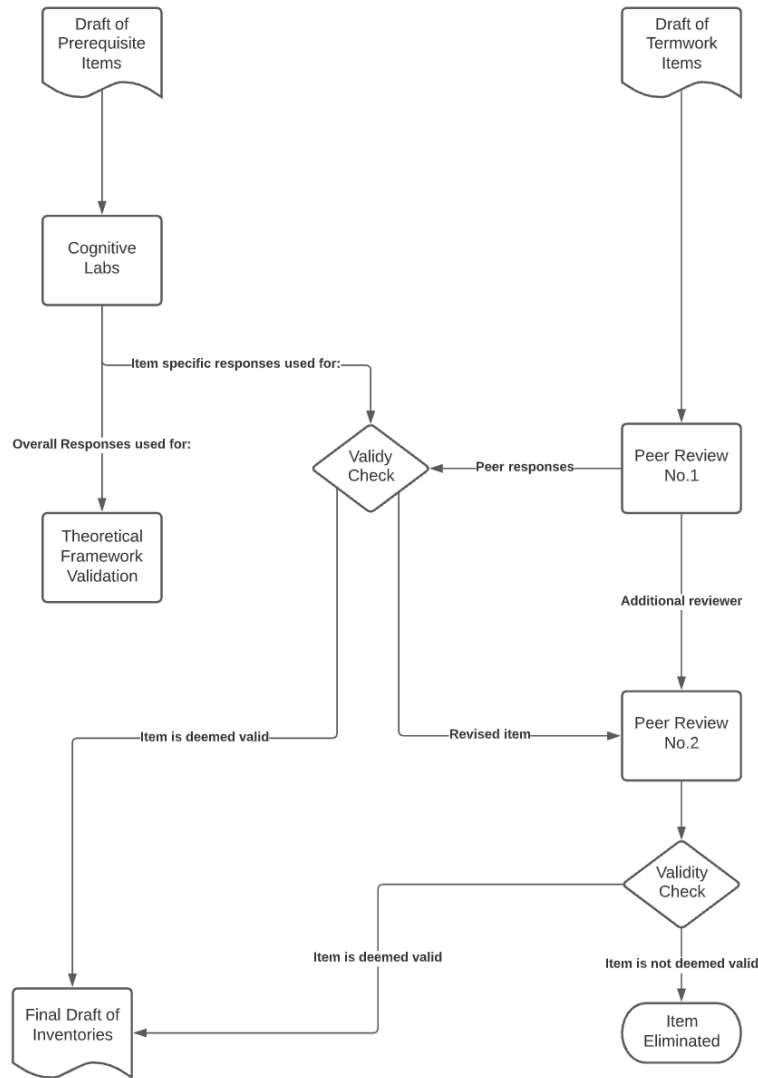 Draft of
Prerequisite
Items
Draft of
Termwork
Items
Cognitive
Labs
Item specific responses used for:
Overall Responses used for:
Validy
Check
Peer responses
Peer Review
No.1
Theoretical
Framework
Validation
Additional reviewer
Item is deemed valid
Revised item
Peer Review
No.2
Validity
Check
Item is deemed valid
Item is not deemed valid
Final Draft of
Inventories
Item
Eliminated